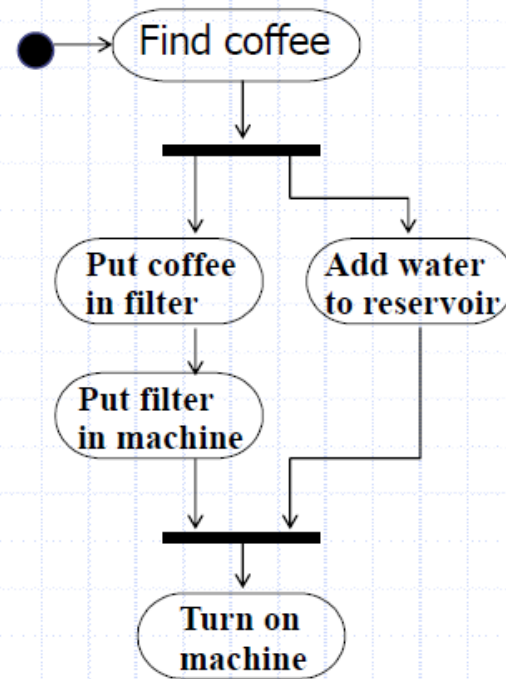 Find coffee
Put coffee
in filter
Add water
to reservoir
Put filter
in machine
Turn on
machine